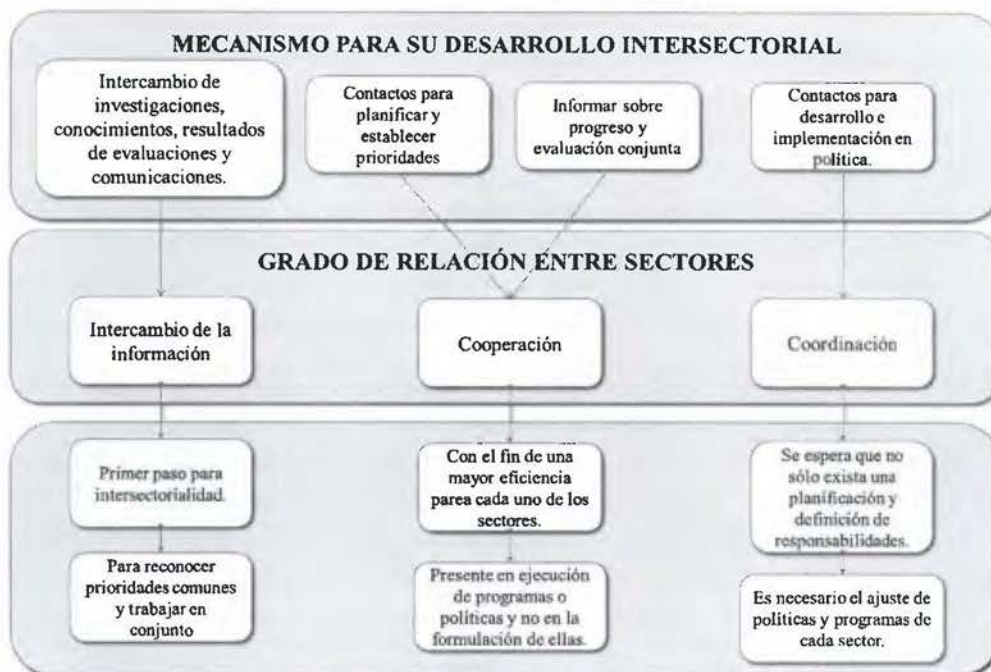 MECANISMO PARA SU DESARROLLO INTERSECTORIAL
Intercambio de
investigaciones,
conocimientos, resultados
de evaluaciones y
comunicaciones.
Contactos para
planificar y
establecer
prioridades
Informar sobre
progreso y
evaluación conjunta
Contactos para
desarrollo e
implementación en
política.
GRADO DE RELACIÓN ENTRE SECTORES
Intercambio de la
información
Cooperación
Coordinación
Primer paso para
intersectorialidad.
Con el fin de una
mayor eficiencia
parea cada uno de los
sectores.
Se espera que no
sólo exista una
planificación y
definición de
responsabilidades.
Para reconocer
prioridades comunes
y trabajar en
conjunto
Presente en ejecución
de programas o
políticas y no en la
formulación de ellas.
Es necesario el ajuste de
políticas y programas de
cada sector.